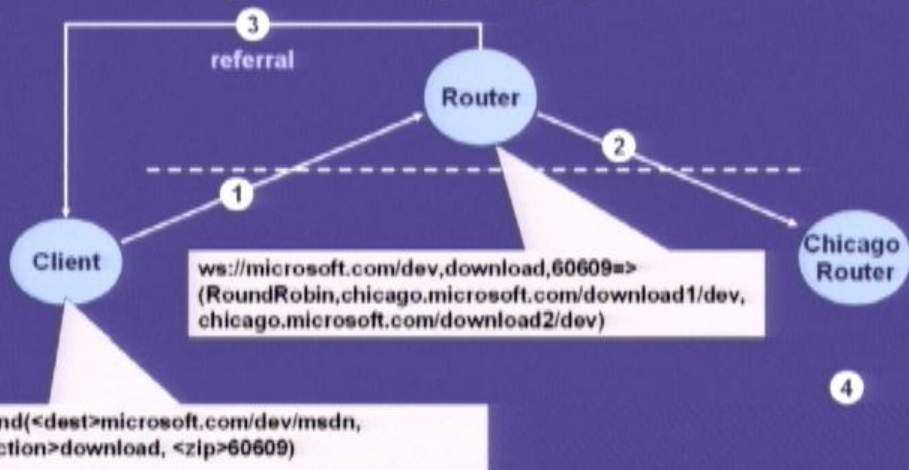 3
referral
Router
2
1
Client
Chicago
Router
ws://microsoft.com/dev,download,60609=>
(RoundRobin,chicago.microsoft.com/download1/dev,
chicago.microsoft.com/download2/dev)
4
nd(<dest>microsoft.com/dev/msdn,
ction>download, <zip>60609)